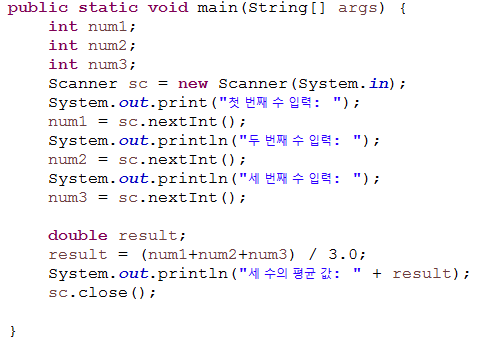 public static void main(String[] args) {
int num1;
int num2;
int num3;
Scanner sc = new Scanner(System.in);
System.out.print("첫 번째 수 입력: ");
num1 = sc.nextInt();
System.out.println("두 번째 수 입력: ");
num2 = sc.nextInt();
System.out.println("세 번째 수 입력: ");
num3 = sc.nextInt();
double result;
result = (num1+num2+num3) / 3.0;
System.out.println("세 수의 평균 값: " + result);
sc.close();
}